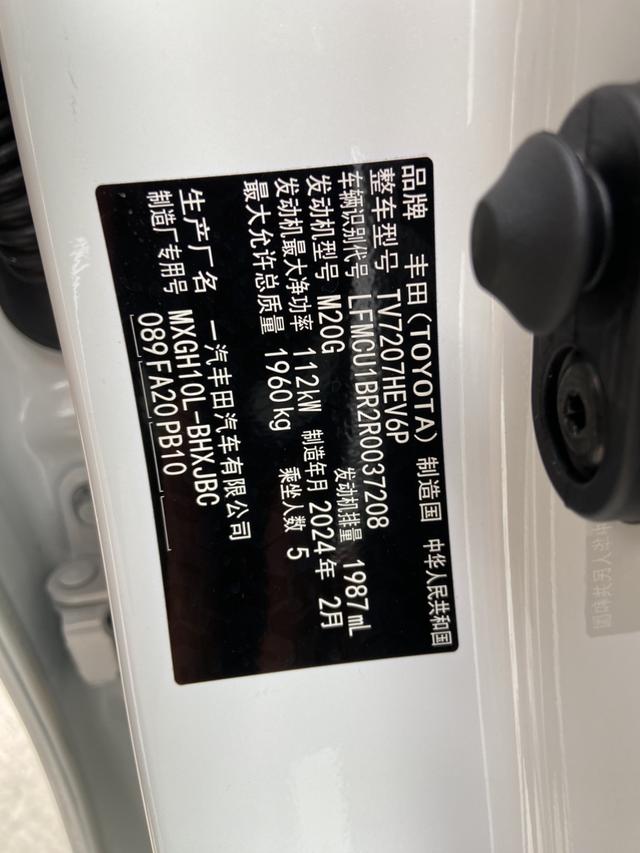 品牌 丰田(TOYOTA) 制造国 中华人民共和国
整车型号 TV7207HEV6P
车辆识别代号 LFMCU1BR2R0037208
发动机型号 M20G 发动机排量 1987mL
发动机最大净功率 112kW 制造年月 2024年 2月
最大允许总质量 1960kg 乘坐人数 5
生产厂名 一汽丰田汽车有限公司
制造厂专用号 MXGH10L-BHXJBC
089FA20PB10